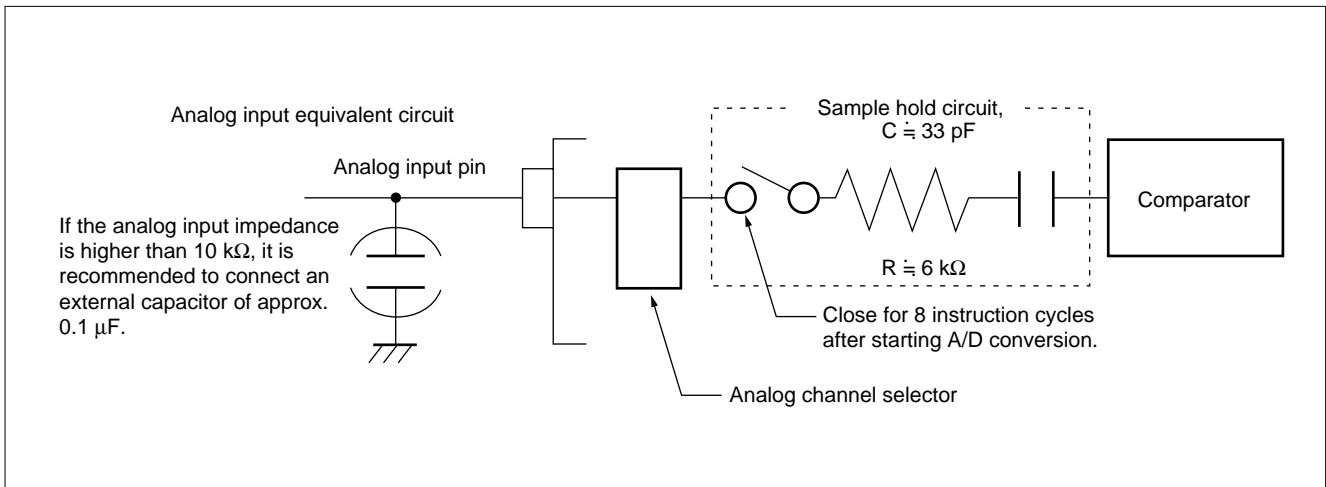 Analog input equivalent circuit
Analog input pin
If the analog input impedance
is higher than 10 kΩ, it is
recommended to connect an
external capacitor of approx.
0.1 µF.
Sample hold circuit,
C ≒ 33 pF
R ≒ 6 kΩ
Comparator
Close for 8 instruction cycles
after starting A/D conversion.
Analog channel selector